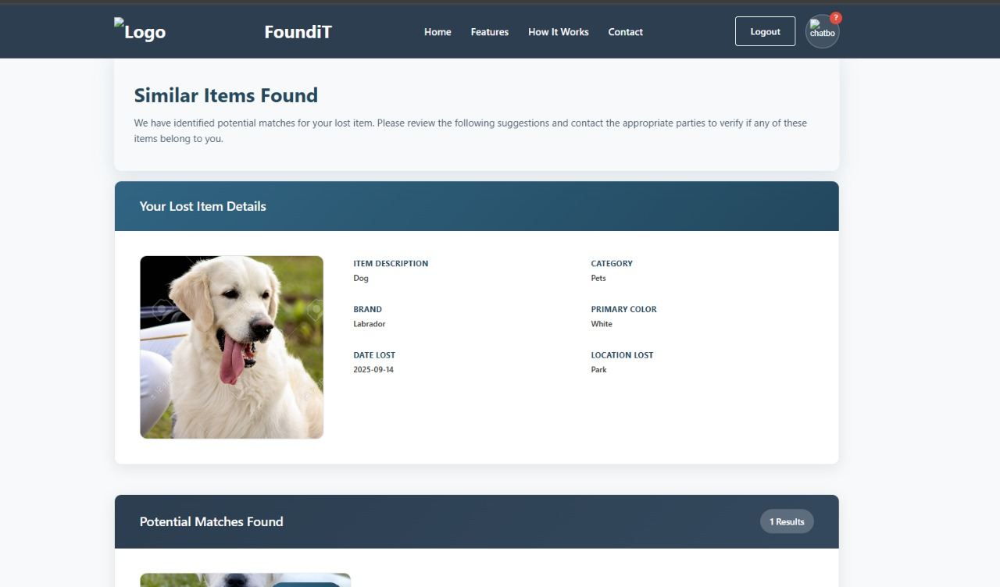 Logo
FoundiT
Home
Features
How It Works
Contact
Logout
chatbo
?
Similar Items Found
We have identified potential matches for your lost item. Please review the following suggestions and contact the appropriate parties to verify if any of these
items belong to you.
Your Lost Item Details
ITEM DESCRIPTION
Dog
CATEGORY
Pets
BRAND
Labrador
PRIMARY COLOR
White
DATE LOST
2025-09-14
LOCATION LOST
Park
Potential Matches Found
1 Results